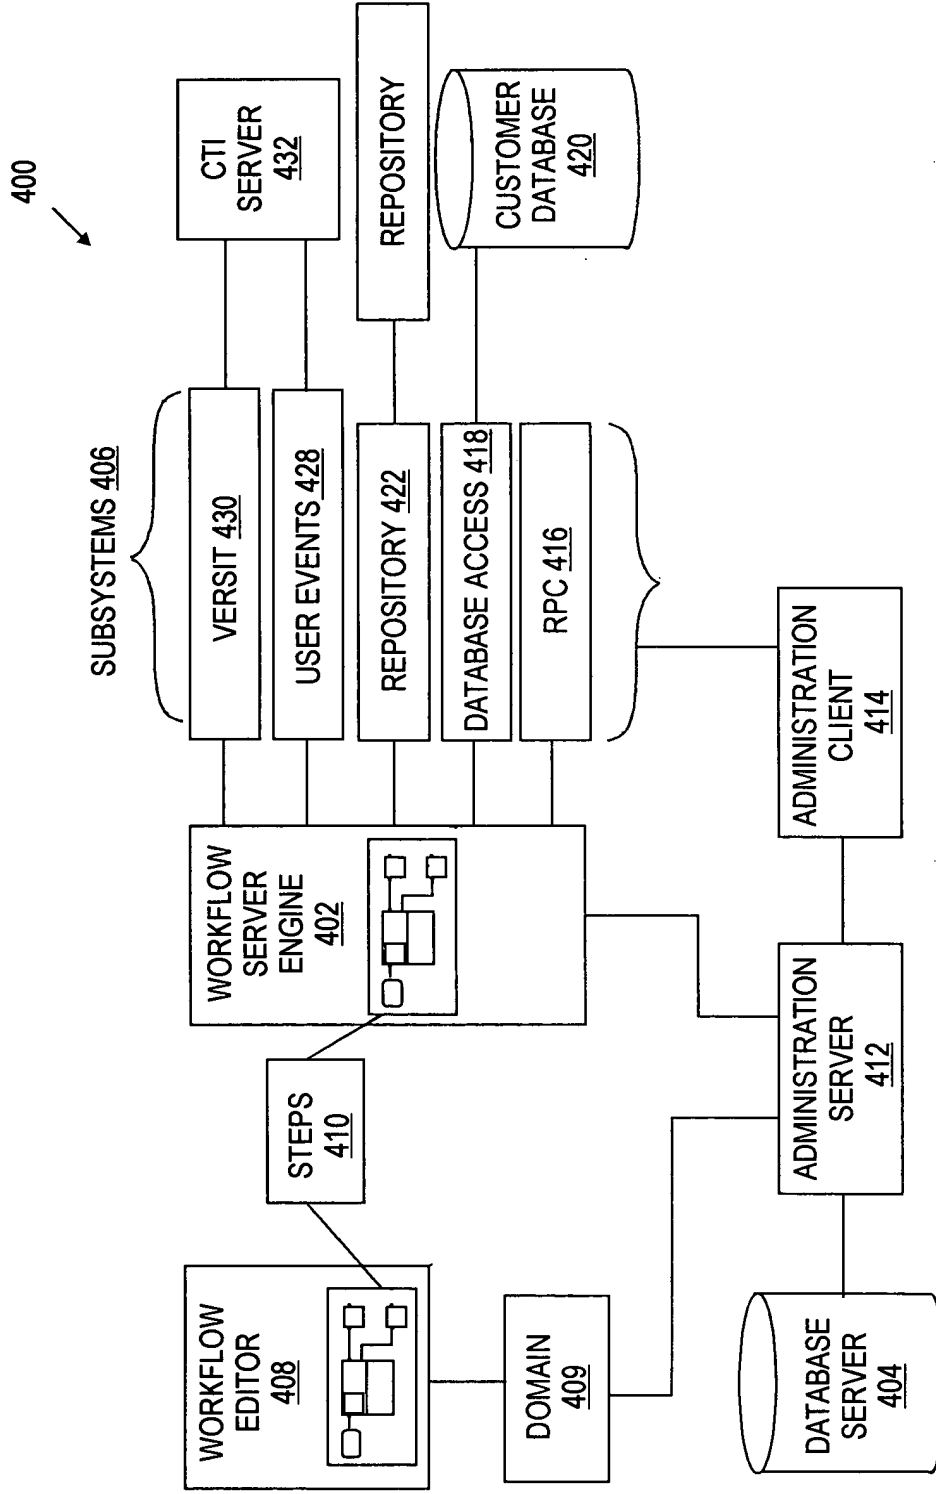 400
SUBSYSTEMS 406
WORKFLOW
EDITOR
408
STEPS
410
WORKFLOW
SERVER
ENGINE
402
VERSIT 430
USER EVENTS 428
REPOSITORY 422
DATABASE ACCESS 418
RPC 416
CTI
SERVER
432
REPOSITORY
CUSTOMER
DATABASE
420
DOMAIN
409
DATABASE
SERVER
404
ADMINISTRATION
SERVER
412
ADMINISTRATION
CLIENT
414